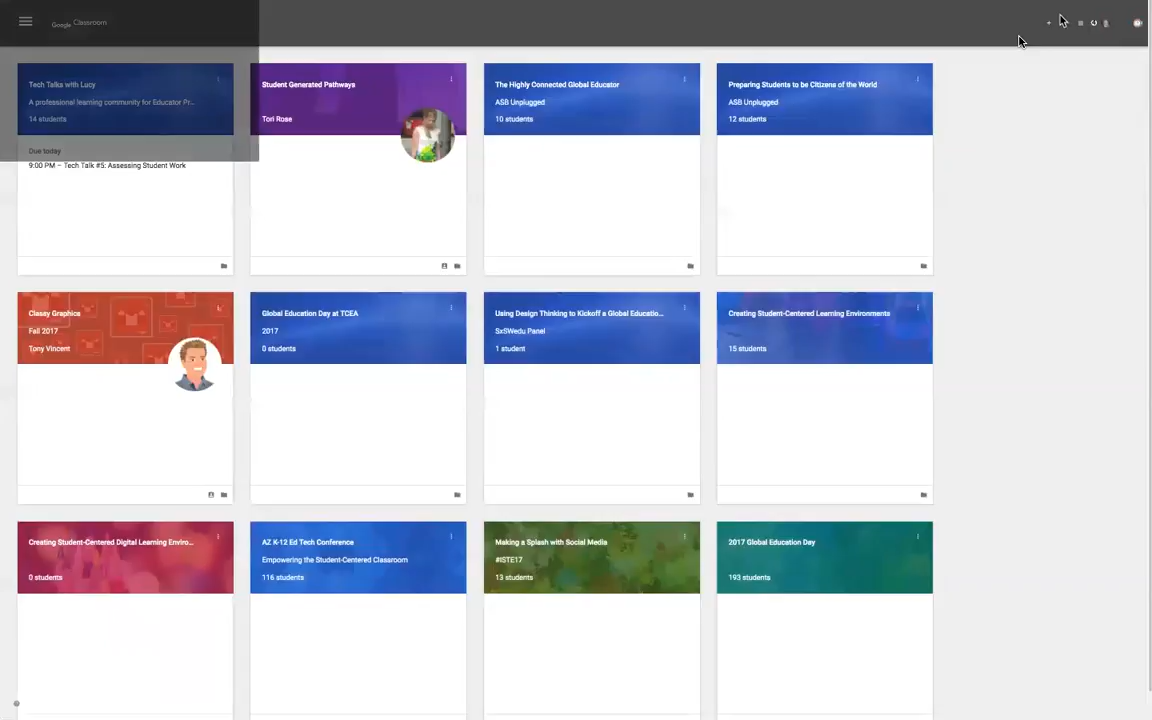 Google Classroom
Tech Talks with Lucy
A professional learning community for Educator Pr...
14 students
Due today
9:00 PM – Tech Talk #5: Assessing Student Work
Student Generated Pathways
Tori Rose
The Highly Connected Global Educator
ASB Unplugged
10 students
Preparing Students to be Citizens of the World
ASB Unplugged
12 students
Classy Graphics
Fall 2017
Tony Vincent
Global Education Day at TCEA
2017
0 students
Using Design Thinking to Kickoff a Global Educatio...
SxSWedu Panel
1 student
Creating Student-Centered Learning Environments
15 students
Creating Student-Centered Digital Learning Enviro...
0 students
AZ K-12 Ed Tech Conference
Empowering the Student-Centered Classroom
116 students
Making a Splash with Social Media
#ISTE17
13 students
2017 Global Education Day
193 students